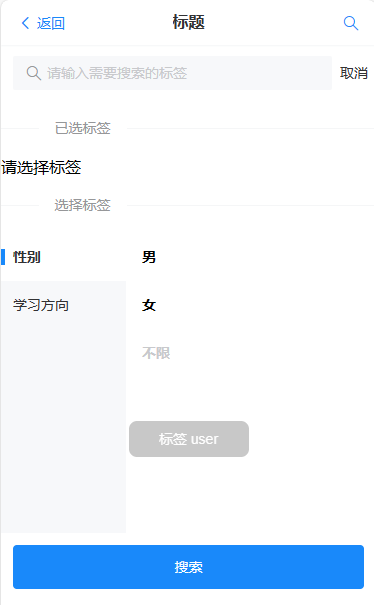 返回 标题
请输入需要搜索的标签 取消
已选标签
请选择标签
选择标签
性别 男
学习方向 女
不限
标签 user
搜索